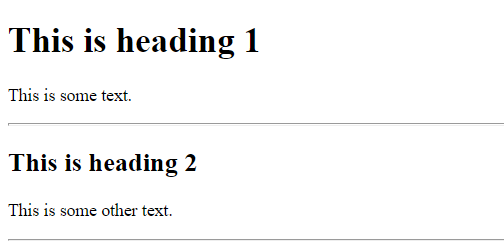 This is heading 1
This is some text.
This is heading 2
This is some other text.